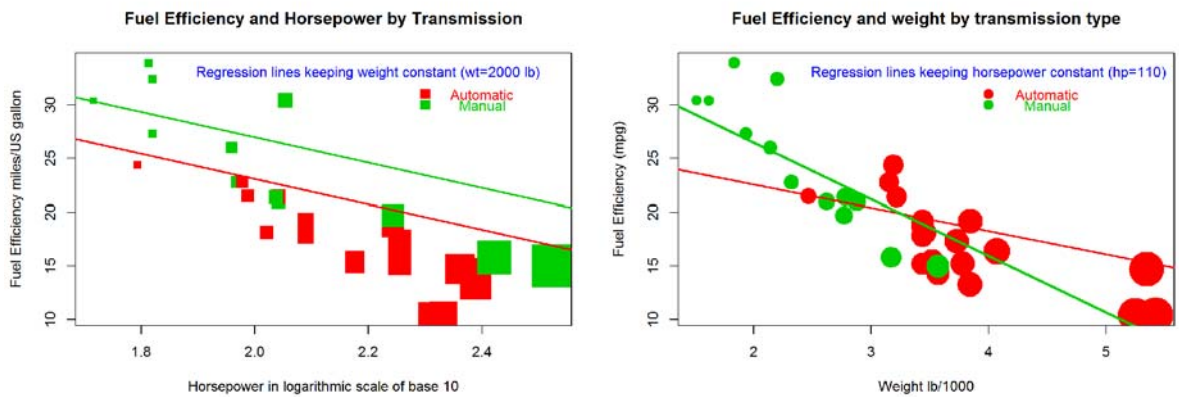 Fuel Efficiency and Horsepower by Transmission
Fuel Efficiency miles/US gallon
30
25
20
15
10
Regression lines keeping weight constant (wt=2000 lb)
Automatic
Manual
1.8
2.0
2.2
2.4
Horsepower in logarithmic scale of base 10
Fuel Efficiency and weight by transmission type
Fuel Efficiency (mpg)
30
25
20
15
10
Regression lines keeping horsepower constant (hp=110)
Automatic
Manual
2
3
4
5
Weight lb/1000